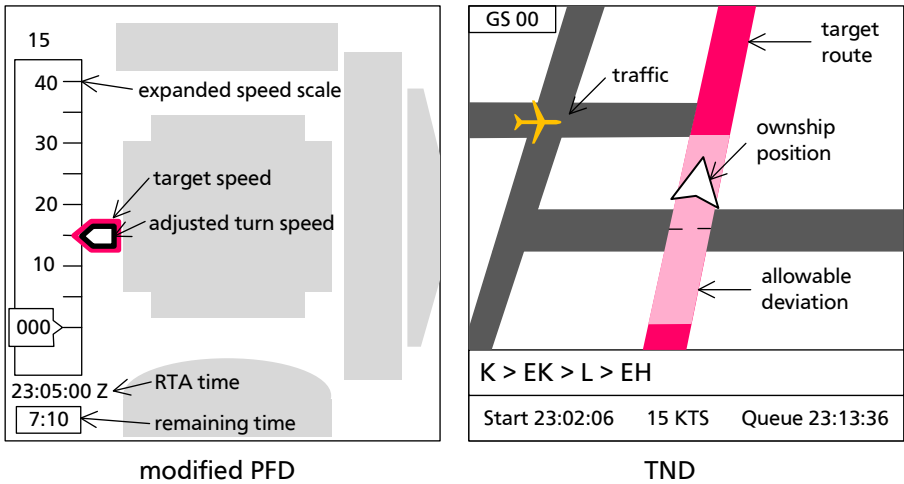 15
40
expanded speed scale
30
target speed
20
adjusted turn speed
10
000
23:05:00 Z
RTA time
7:10
remaining time
modified PFD
GS 00
target
route
traffic
ownship
position
allowable
deviation
K > EK > L > EH
Start 23:02:06 15 KTS Queue 23:13:36
TND